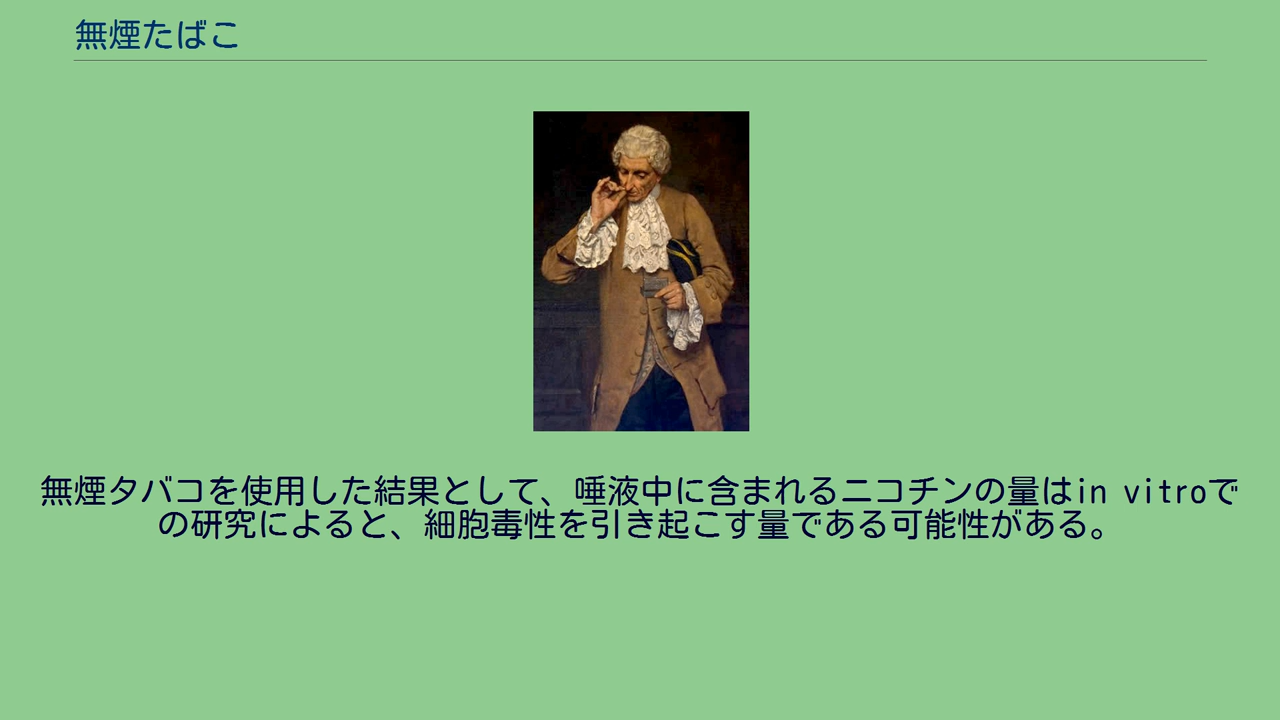 無煙たばこ
無煙タバコを使用した結果として、唾液中に含まれるニコチンの量はin vitroで
の研究によると、細胞毒性を引き起こす量である可能性がある。